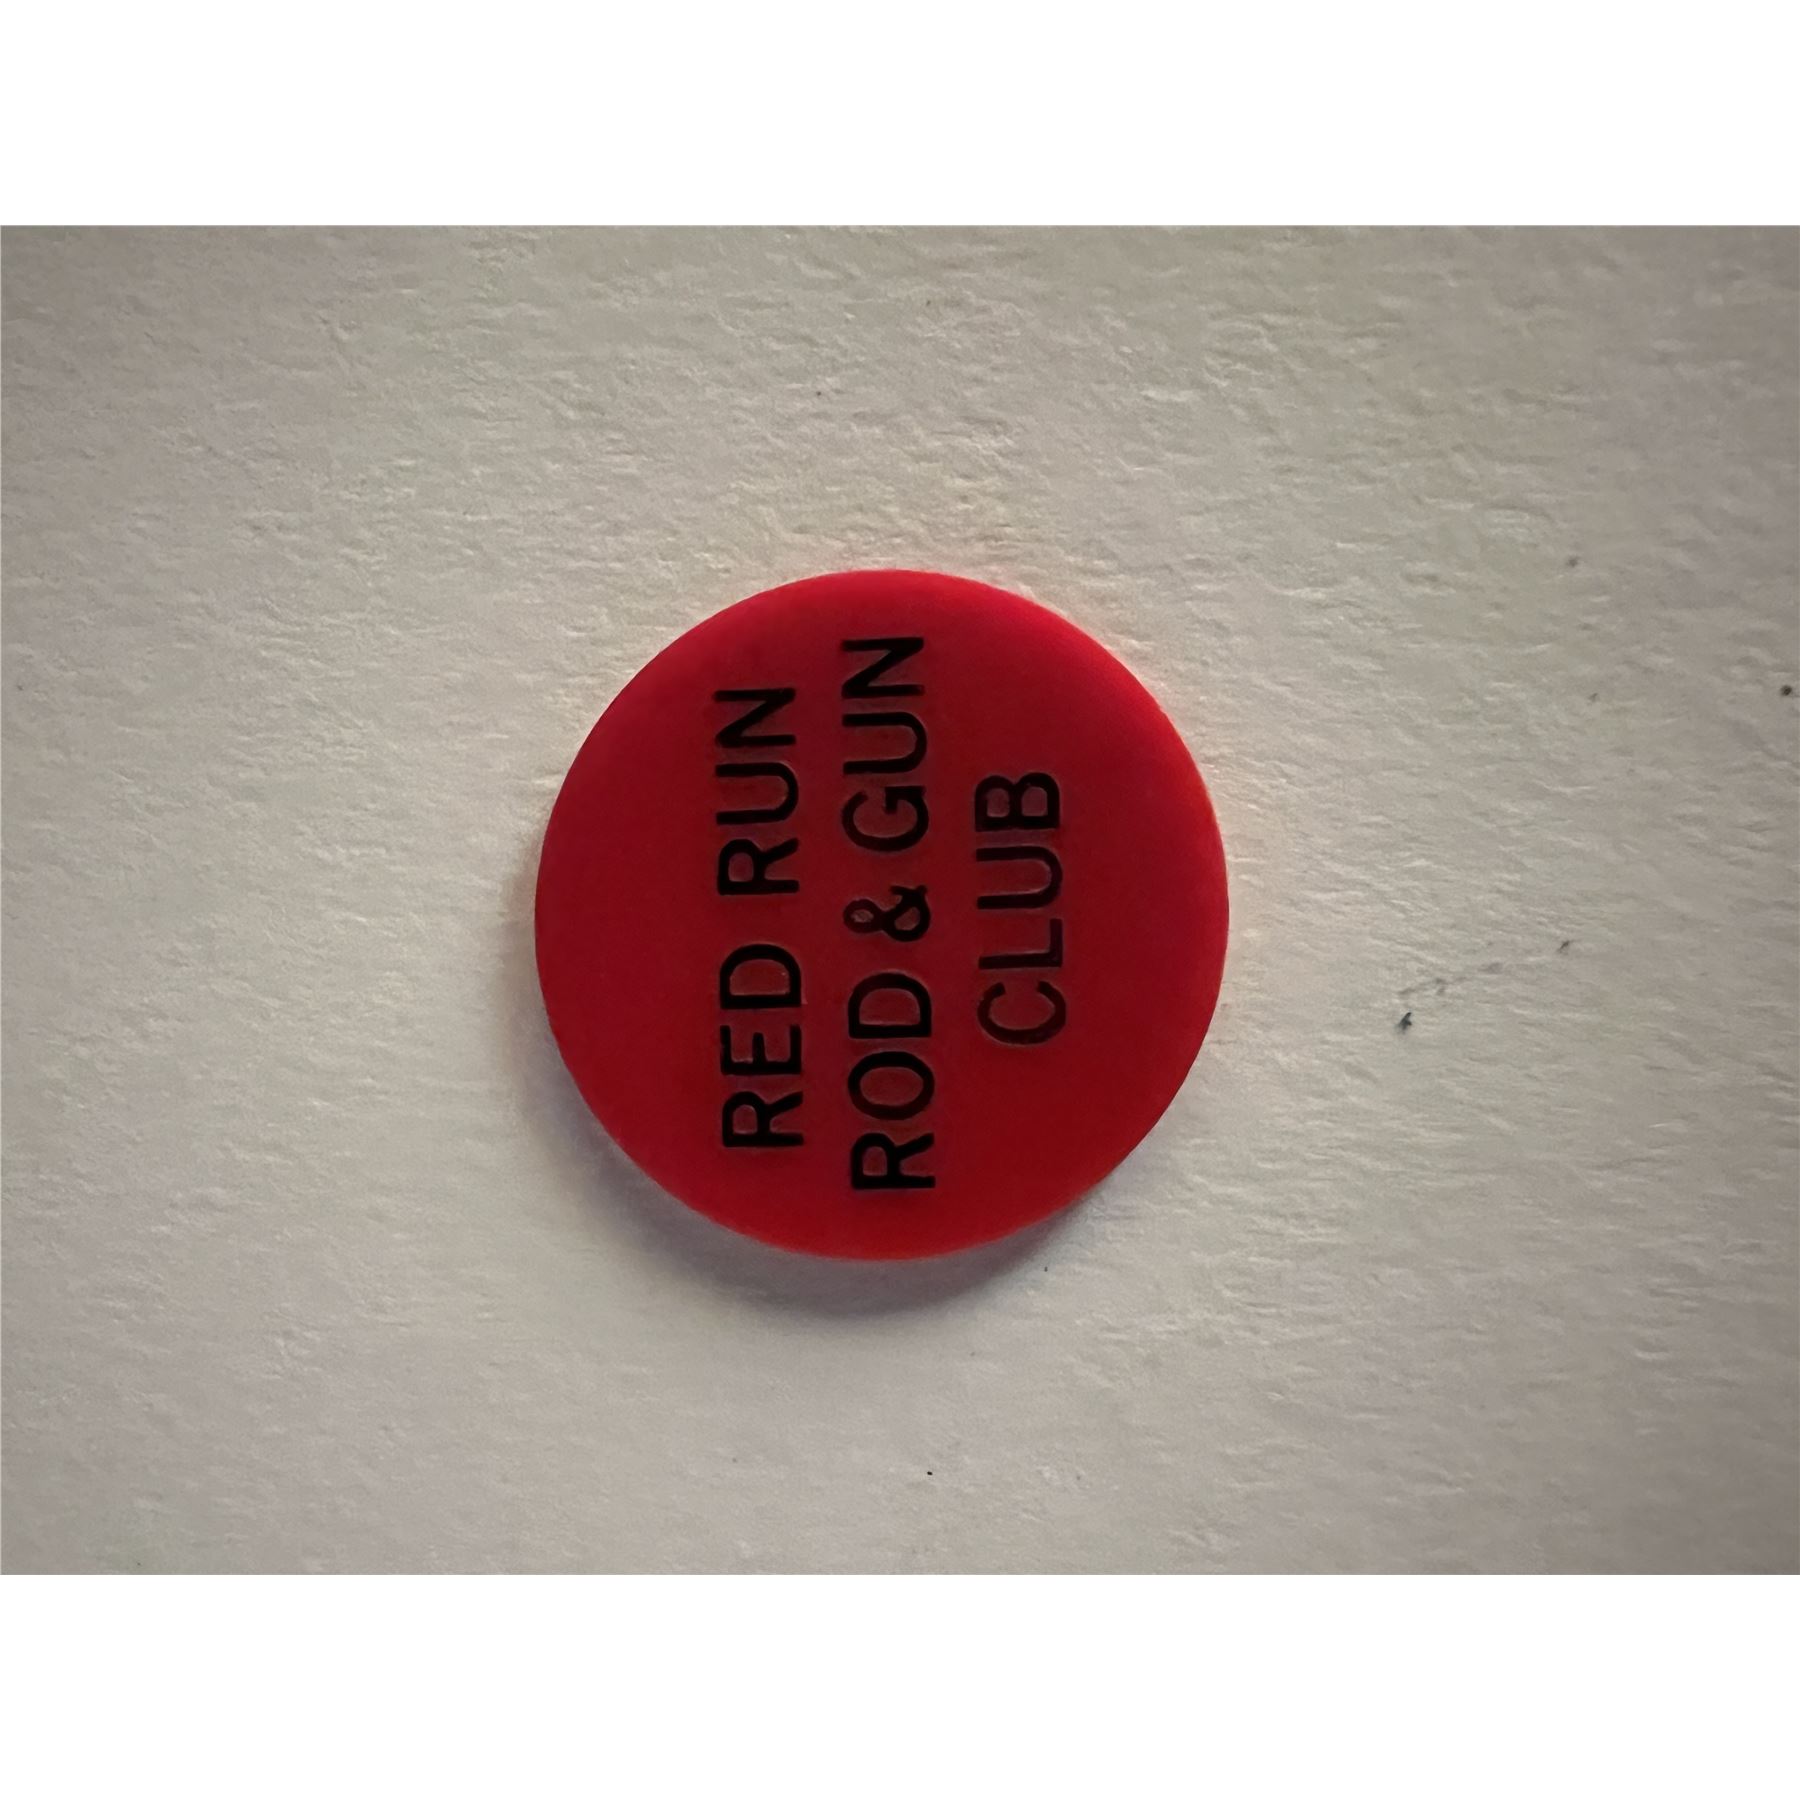 RED RUN
ROD & GUN
CLUB